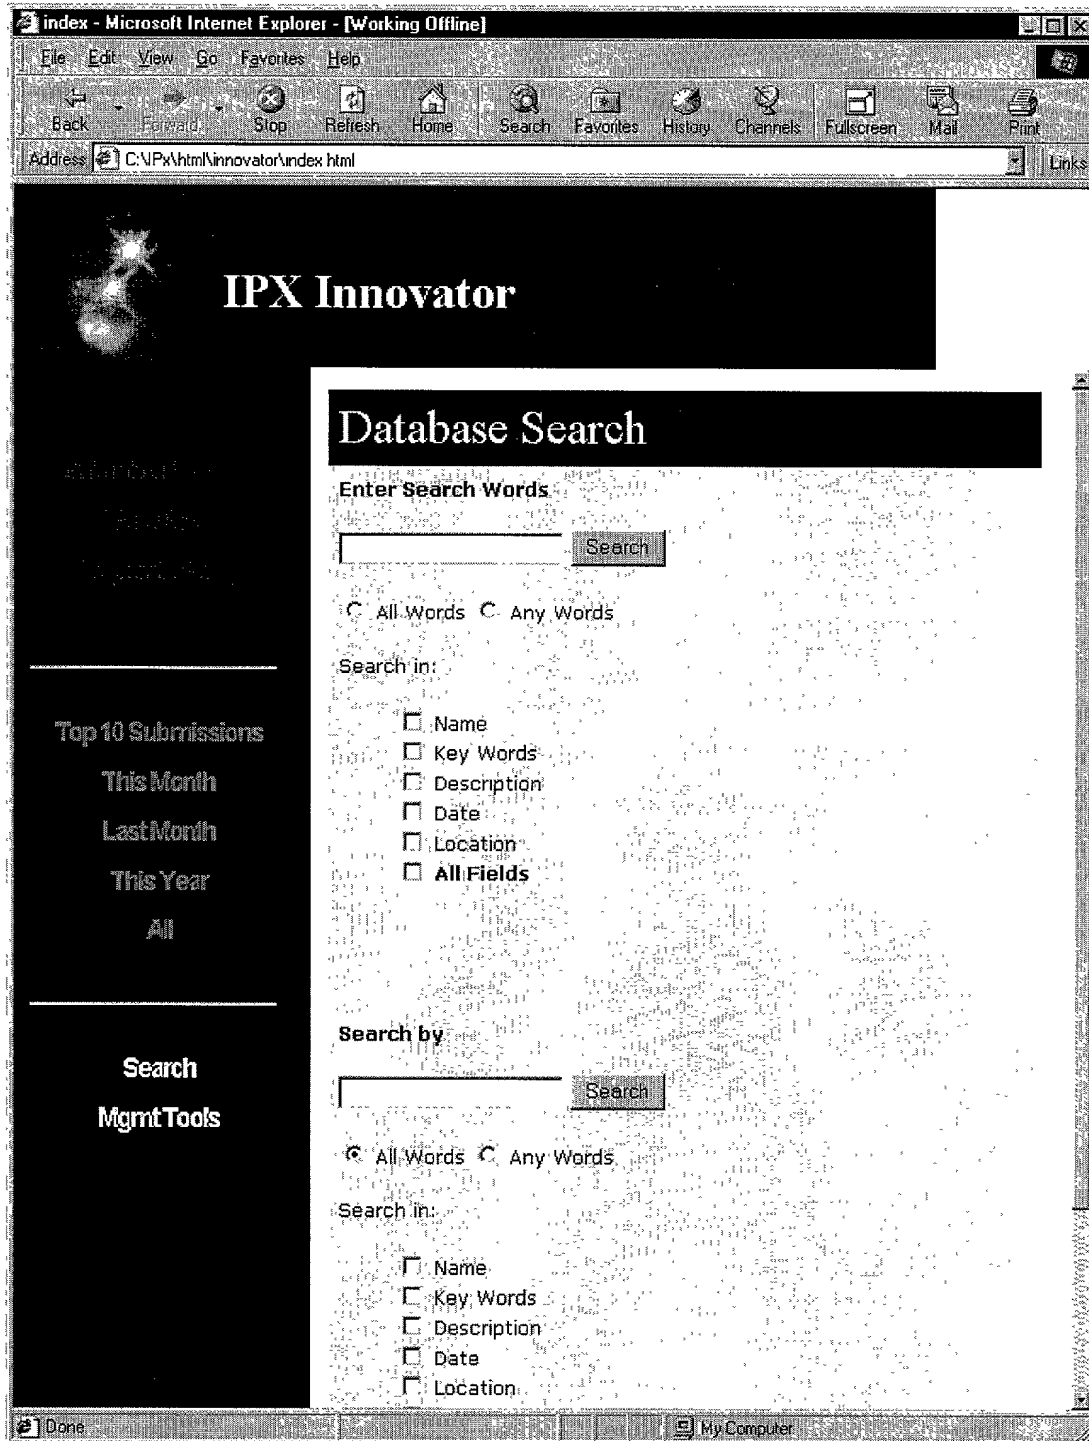 index - Microsoft Internet Explorer - [Working Offline]
File Edit View Go Favorites Help
Back Forward Stop Refresh Home Search Favorites History Channels Fullscreen Mail Print
Address C:\IPx\html\innovator\index html Links
IPX Innovator
Database Search
Enter Search Words
Search
All Words Any Words
Search in:
Name
Key Words
Description
Date
Location
All Fields
Search by
Search
All Words Any Words
Search in:
Name
Key Words
Description
Date
Location
Top 10 Submissions
This Month
Last Month
This Year
All
Search
Mgmt Tools
Done My Computer